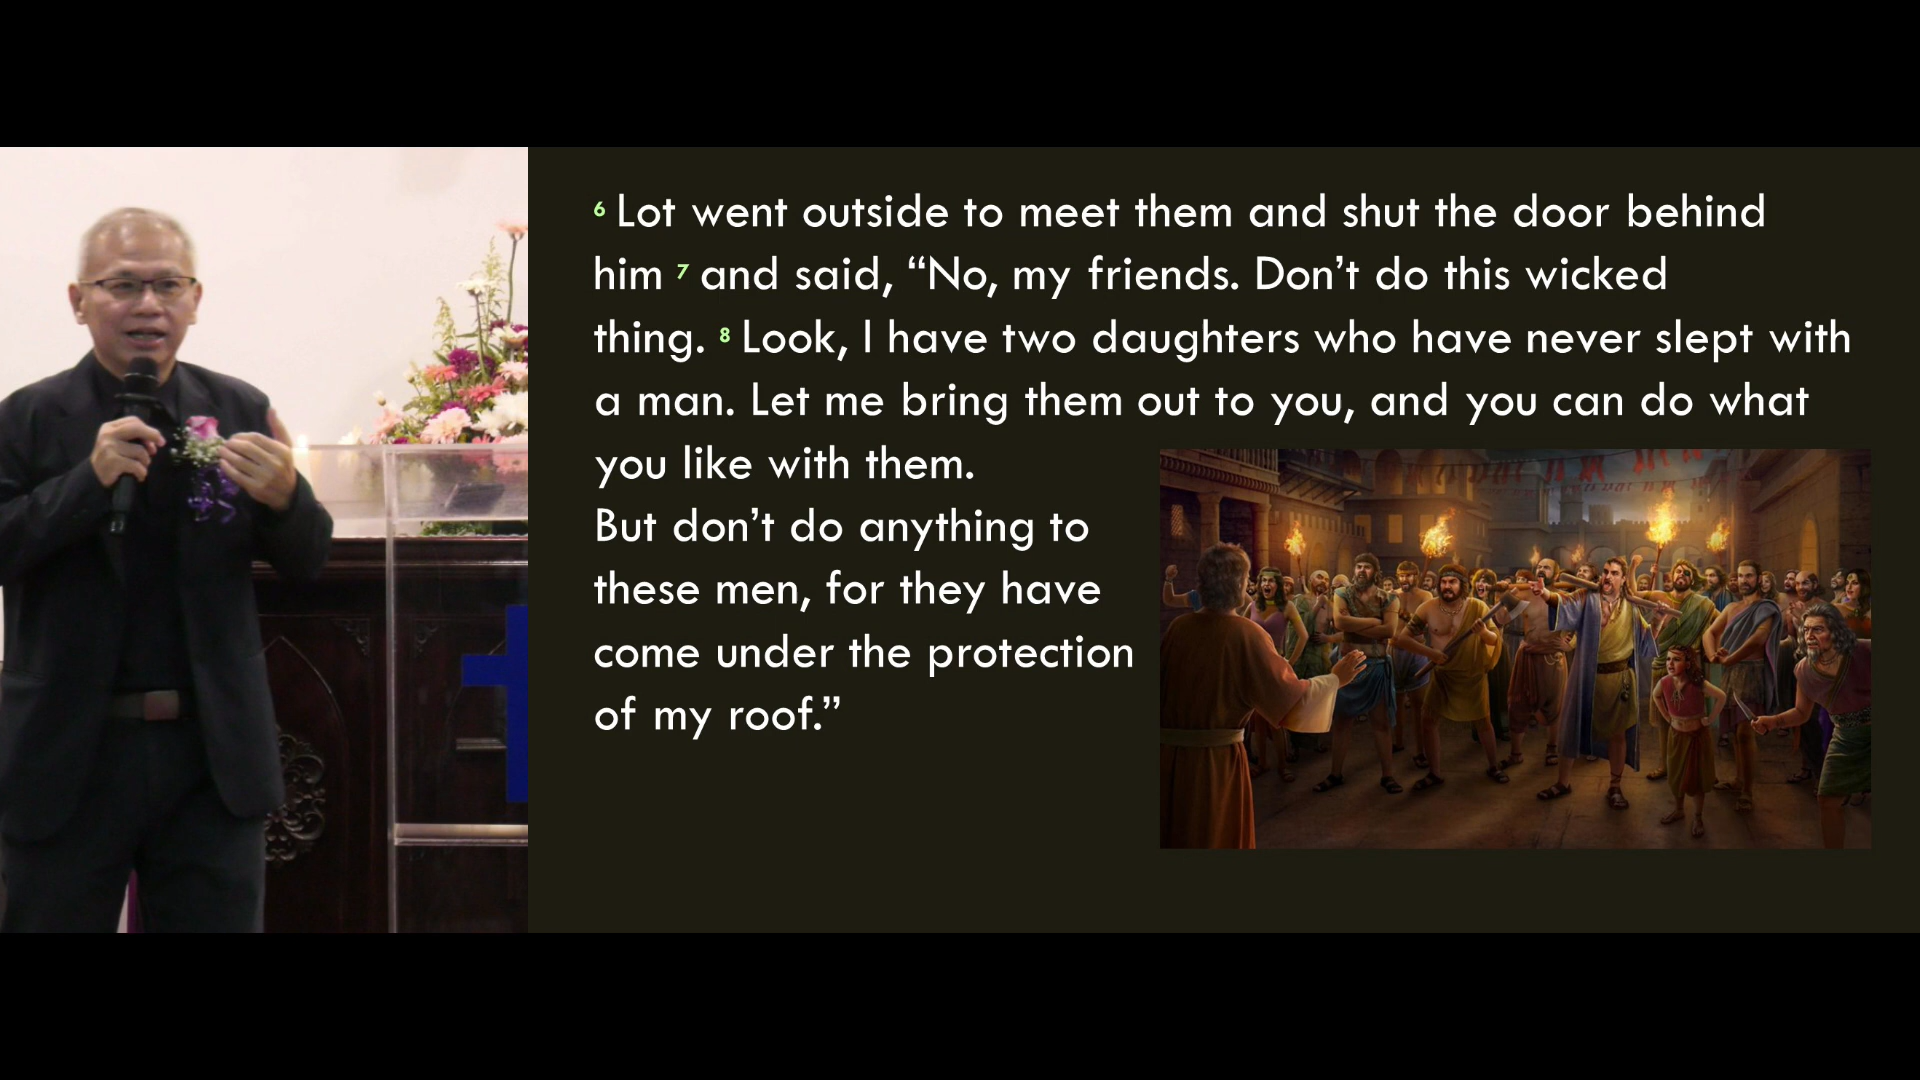 6 Lot went outside to meet them and shut the door behind
him 7 and said, “No, my friends. Don’t do this wicked
thing. 8 Look, I have two daughters who have never slept with
a man. Let me bring them out to you, and you can do what
you like with them.
But don’t do anything to
these men, for they have
come under the protection
of my roof.”